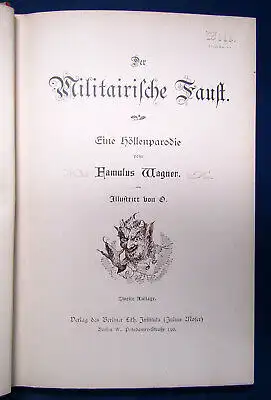 Der
Militairische Faust.
Eine Höllenparodie
von
Famulus Wagner.
Illustrirt von O.
Zweite Auflage.
Verlag des Berliner Lith. Instituts (Julius Moser)
Berlin W. Potsdamer-Straße 110.